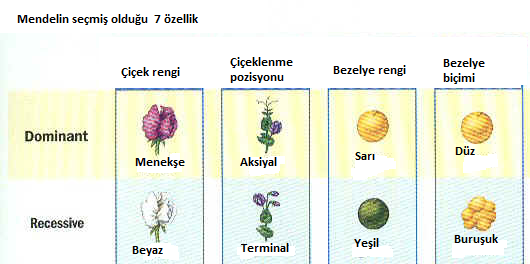 Mendelin seçmiş olduğu 7 özellik
Çiçek rengi
Çiçeklenme
pozisyonu
Bezelye rengi
Bezelye
biçimi
Dominant
Menekşe
Aksiyal
Sarı
Düz
Recessive
Beyaz
Terminal
Yeşil
Buruşuk